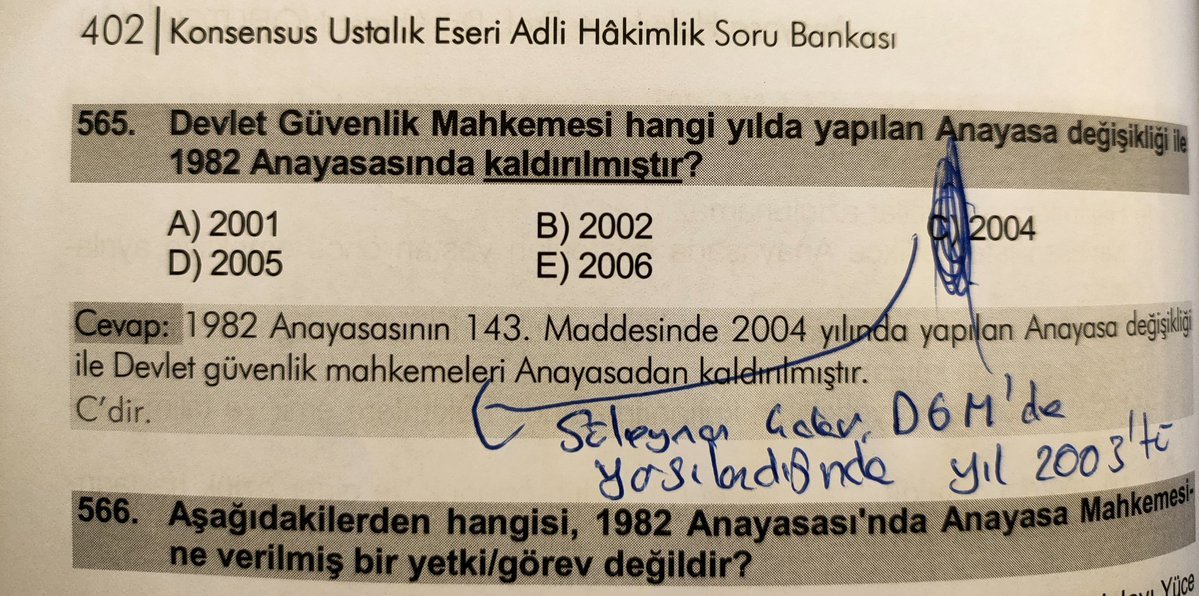 402 | Konsensus Ustalık Eseri Adli Hâkimlik Soru Bankası
565. Devlet Güvenlik Mahkemesi hangi yılda yapılan Anayasa değişikliği ile
1982 Anayasasında kaldırılmıştır?
A) 2001 B) 2002 C) 2004
D) 2005 E) 2006
Cevap: 1982 Anayasasının 143. Maddesinde 2004 yılında yapılan Anayasa değişikliği
ile Devlet güvenlik mahkemeleri Anayasadan kaldırılmıştır.
C'dir.
Süleyman DGM'de
yargılandığında yıl 2003'tü
566. Aşağıdakilerden hangisi, 1982 Anayasası'nda Anayasa Mahkemesi-
ne verilmiş bir yetki/görev değildir?
Yüce